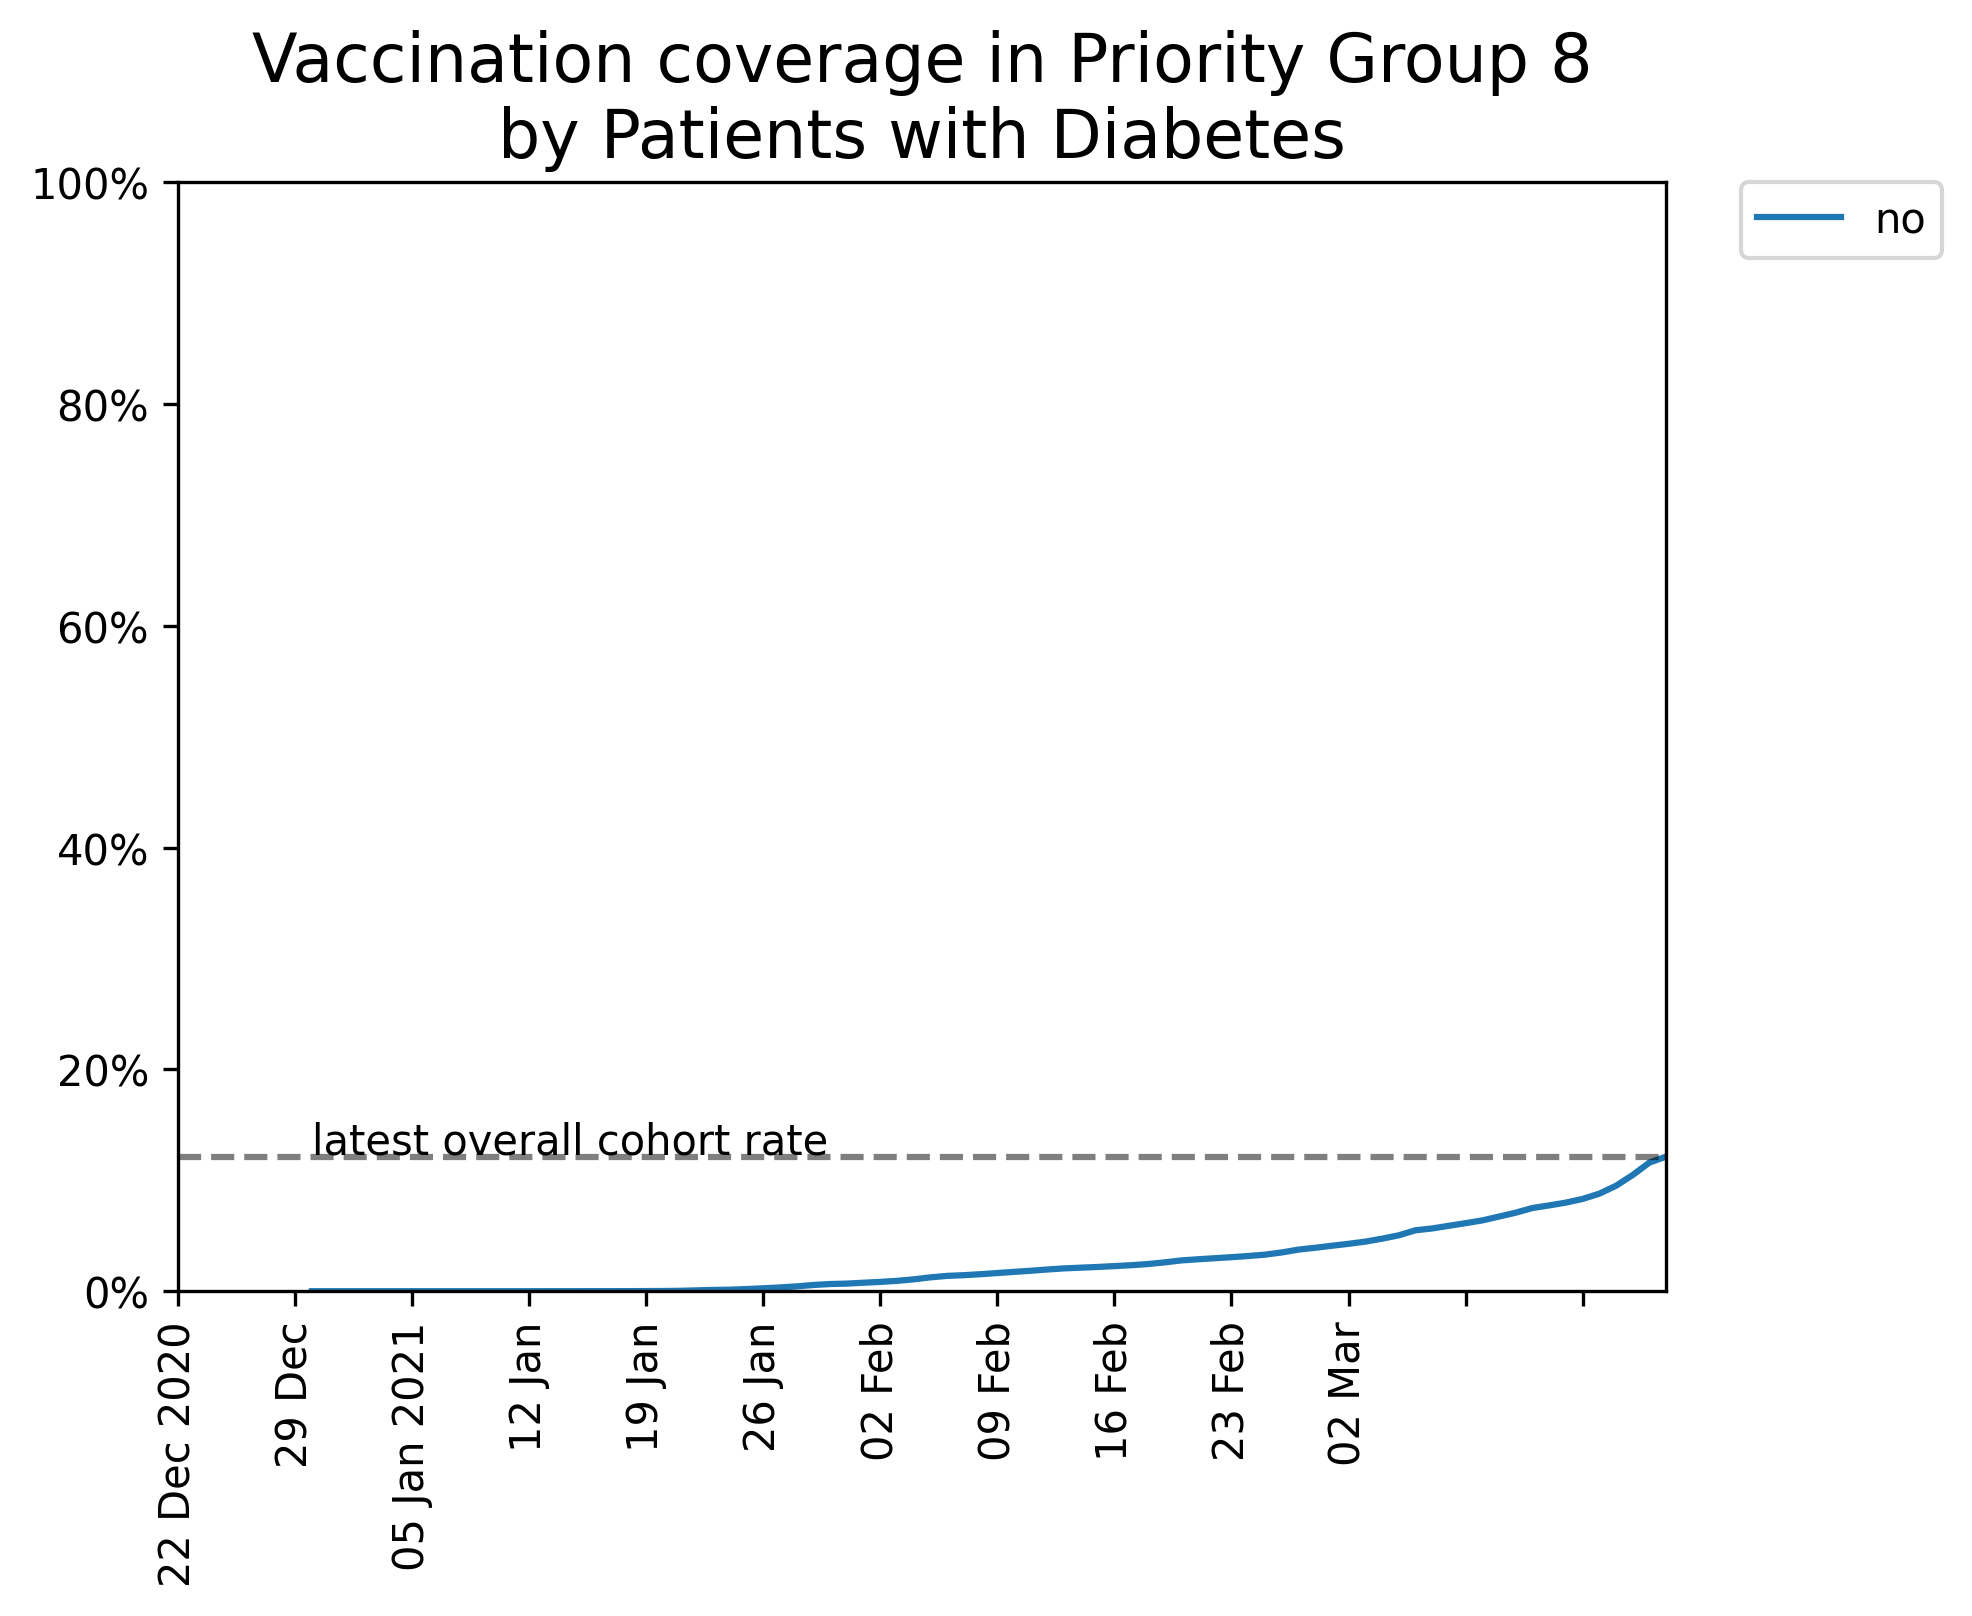 Vaccination coverage in Priority Group 8
by Patients with Diabetes
100%
80%
60%
40%
20%
0%
no
latest overall cohort rate
22 Dec 2020
29 Dec
05 Jan 2021
12 Jan
19 Jan
26 Jan
02 Feb
09 Feb
16 Feb
23 Feb
02 Mar